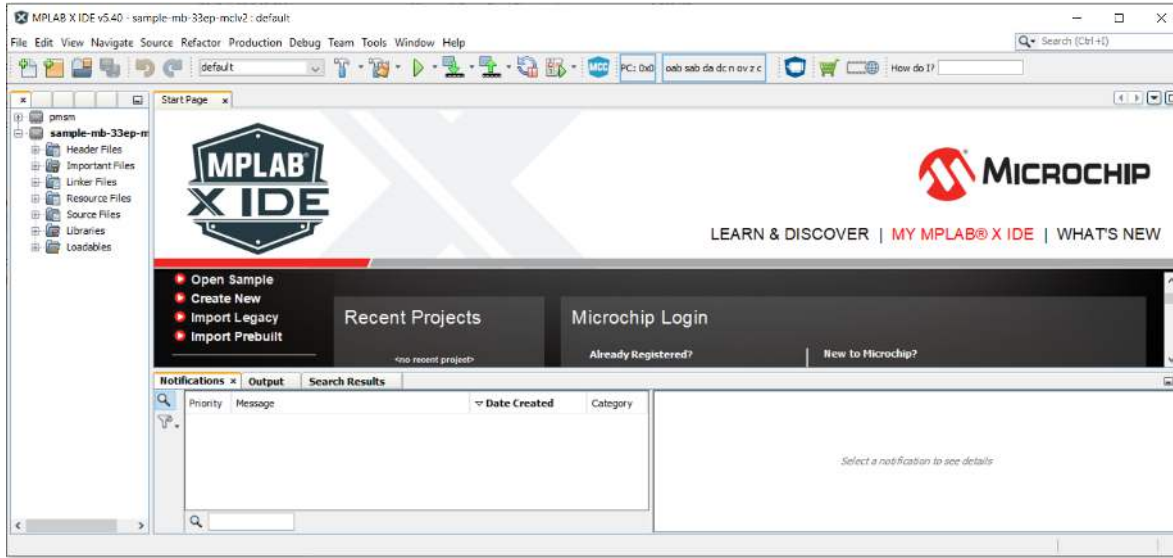 MPLAB X IDE v5.40 - sample-mb-33ep-mclv2 : default
File Edit View Navigate Source Refactor Production Debug Team Tools Window Help
Search (Ctrl+I)
default
MCC
PC: 0x0
oab sab da dc n ov z c
How do I?
Start Page
pmsm
sample-mb-33ep-m
Header Files
Important Files
Linker Files
Resource Files
Source Files
Libraries
Loadables
MPLAB
X IDE
MICROCHIP
LEARN & DISCOVER | MY MPLAB® X IDE | WHAT'S NEW
Open Sample
Create New
Import Legacy
Import Prebuilt
Recent Projects
<no recent project>
Microchip Login
Already Registered?
New to Microchip?
Notifications Output Search Results
Priority Message Date Created Category
Select a notification to see details